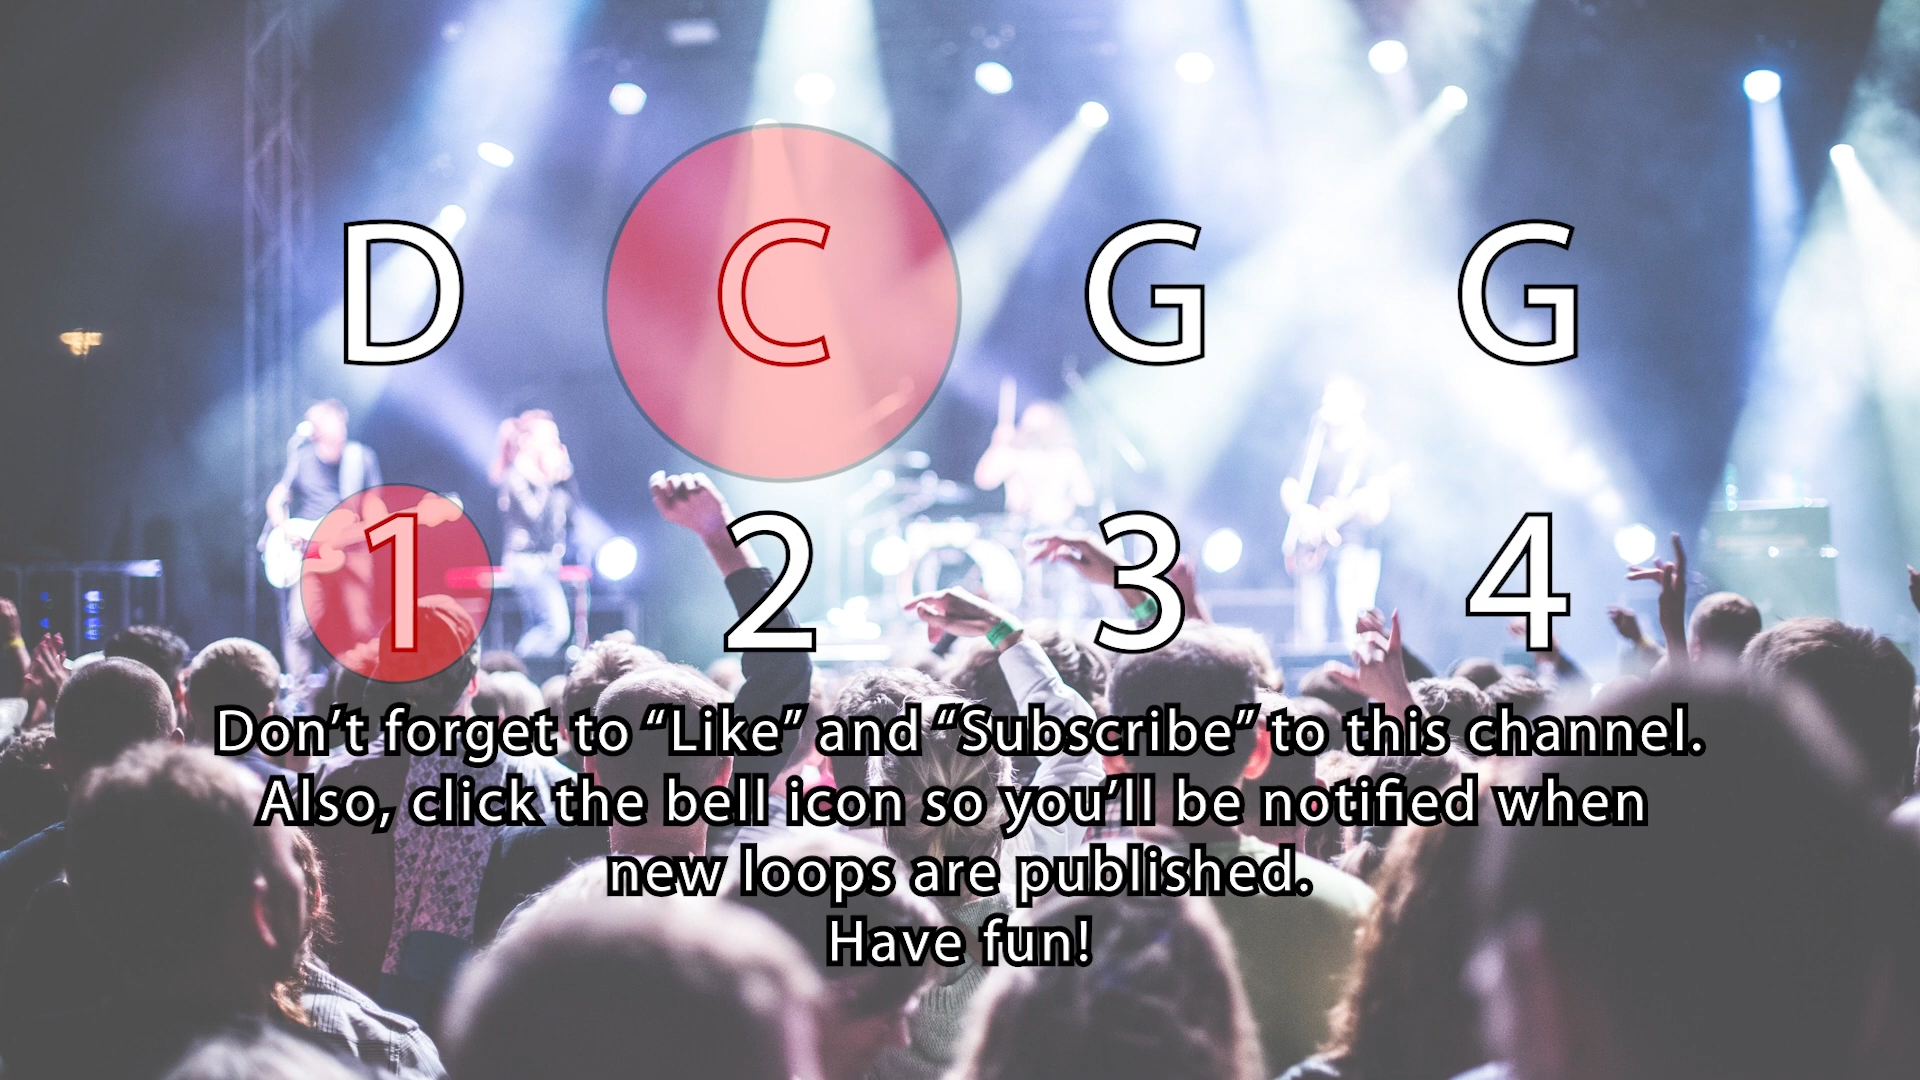 D C G G
1 2 3 4
Don’t forget to “Like” and “Subscribe” to this channel.
Also, click the bell icon so you’ll be notified when
new loops are published.
Have fun!